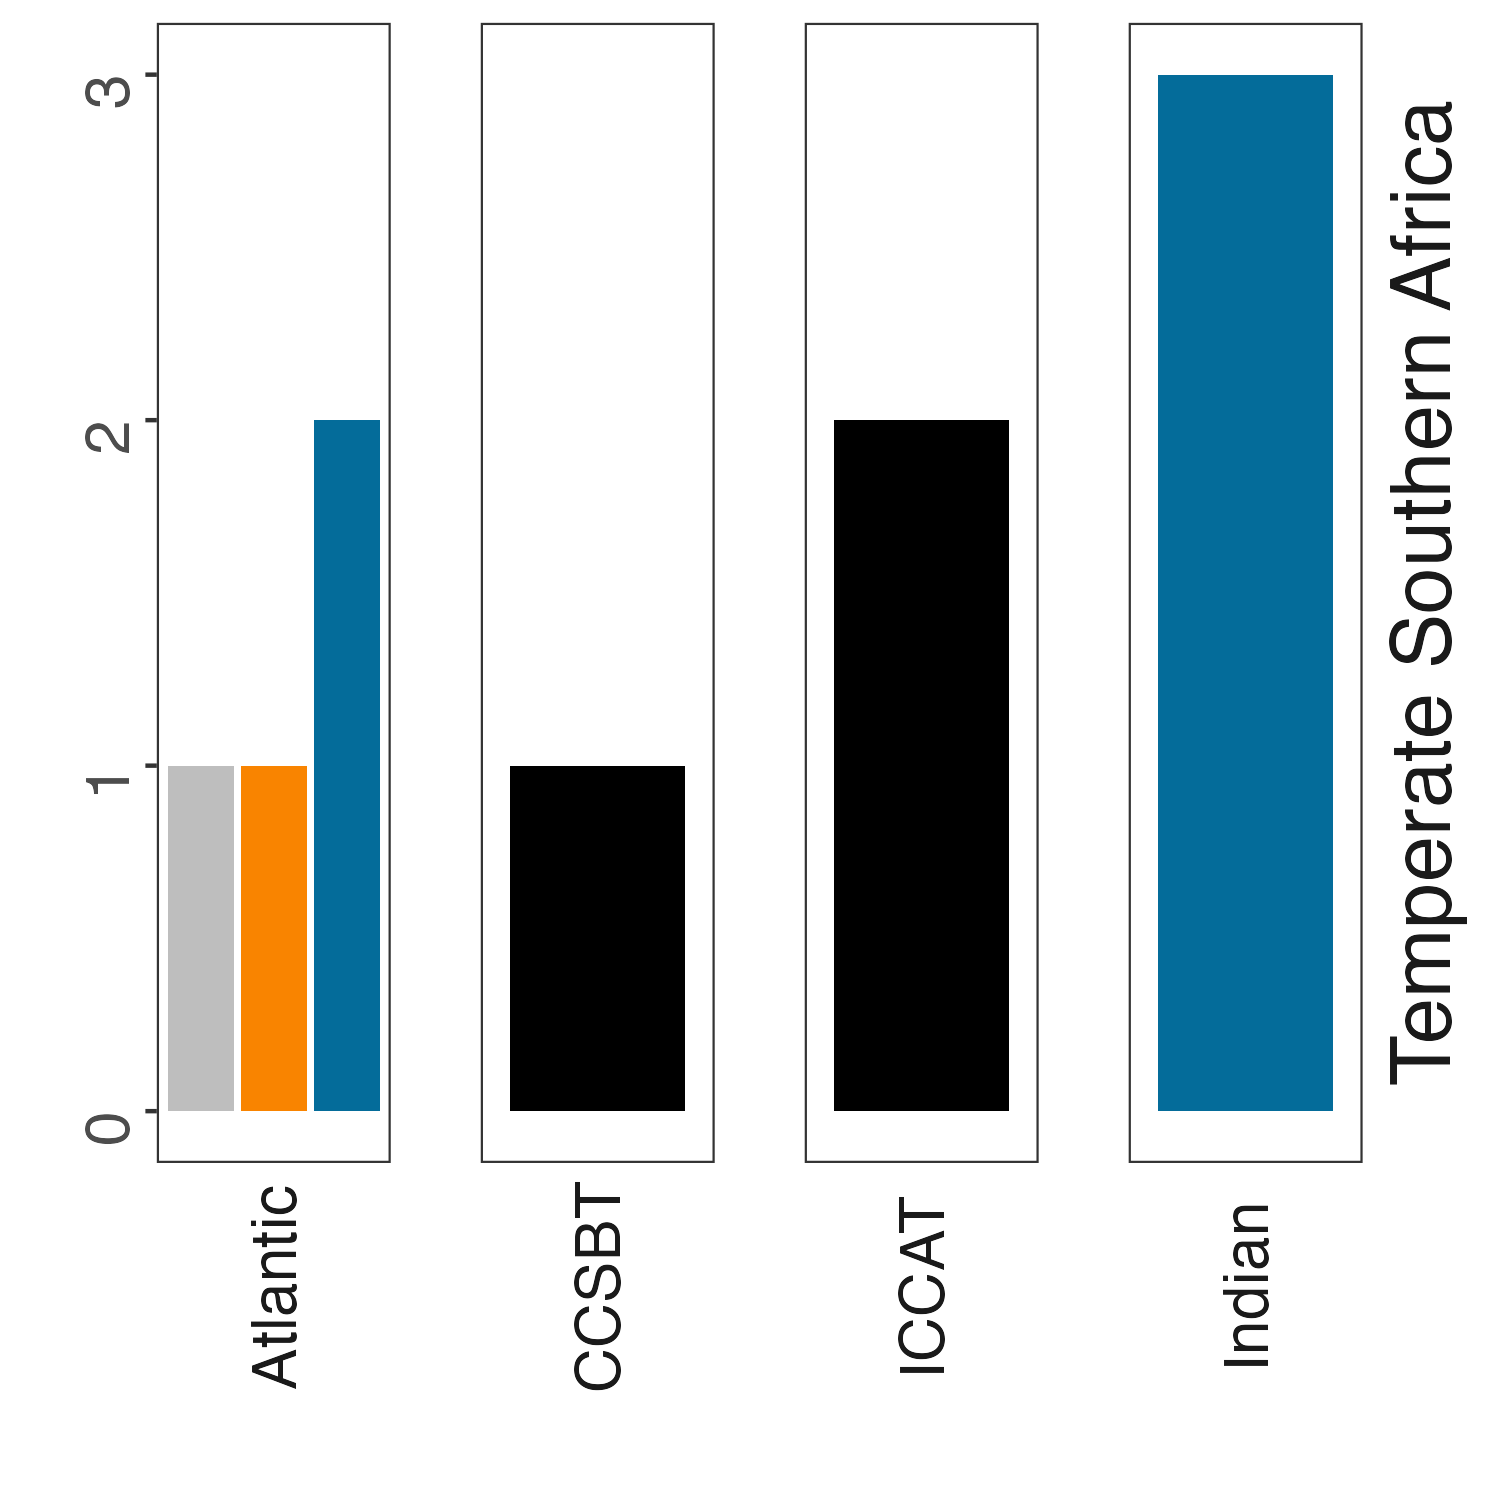 3
2
1
0
Atlantic
CCSBT
ICCAT
Indian
Temperate Southern Africa